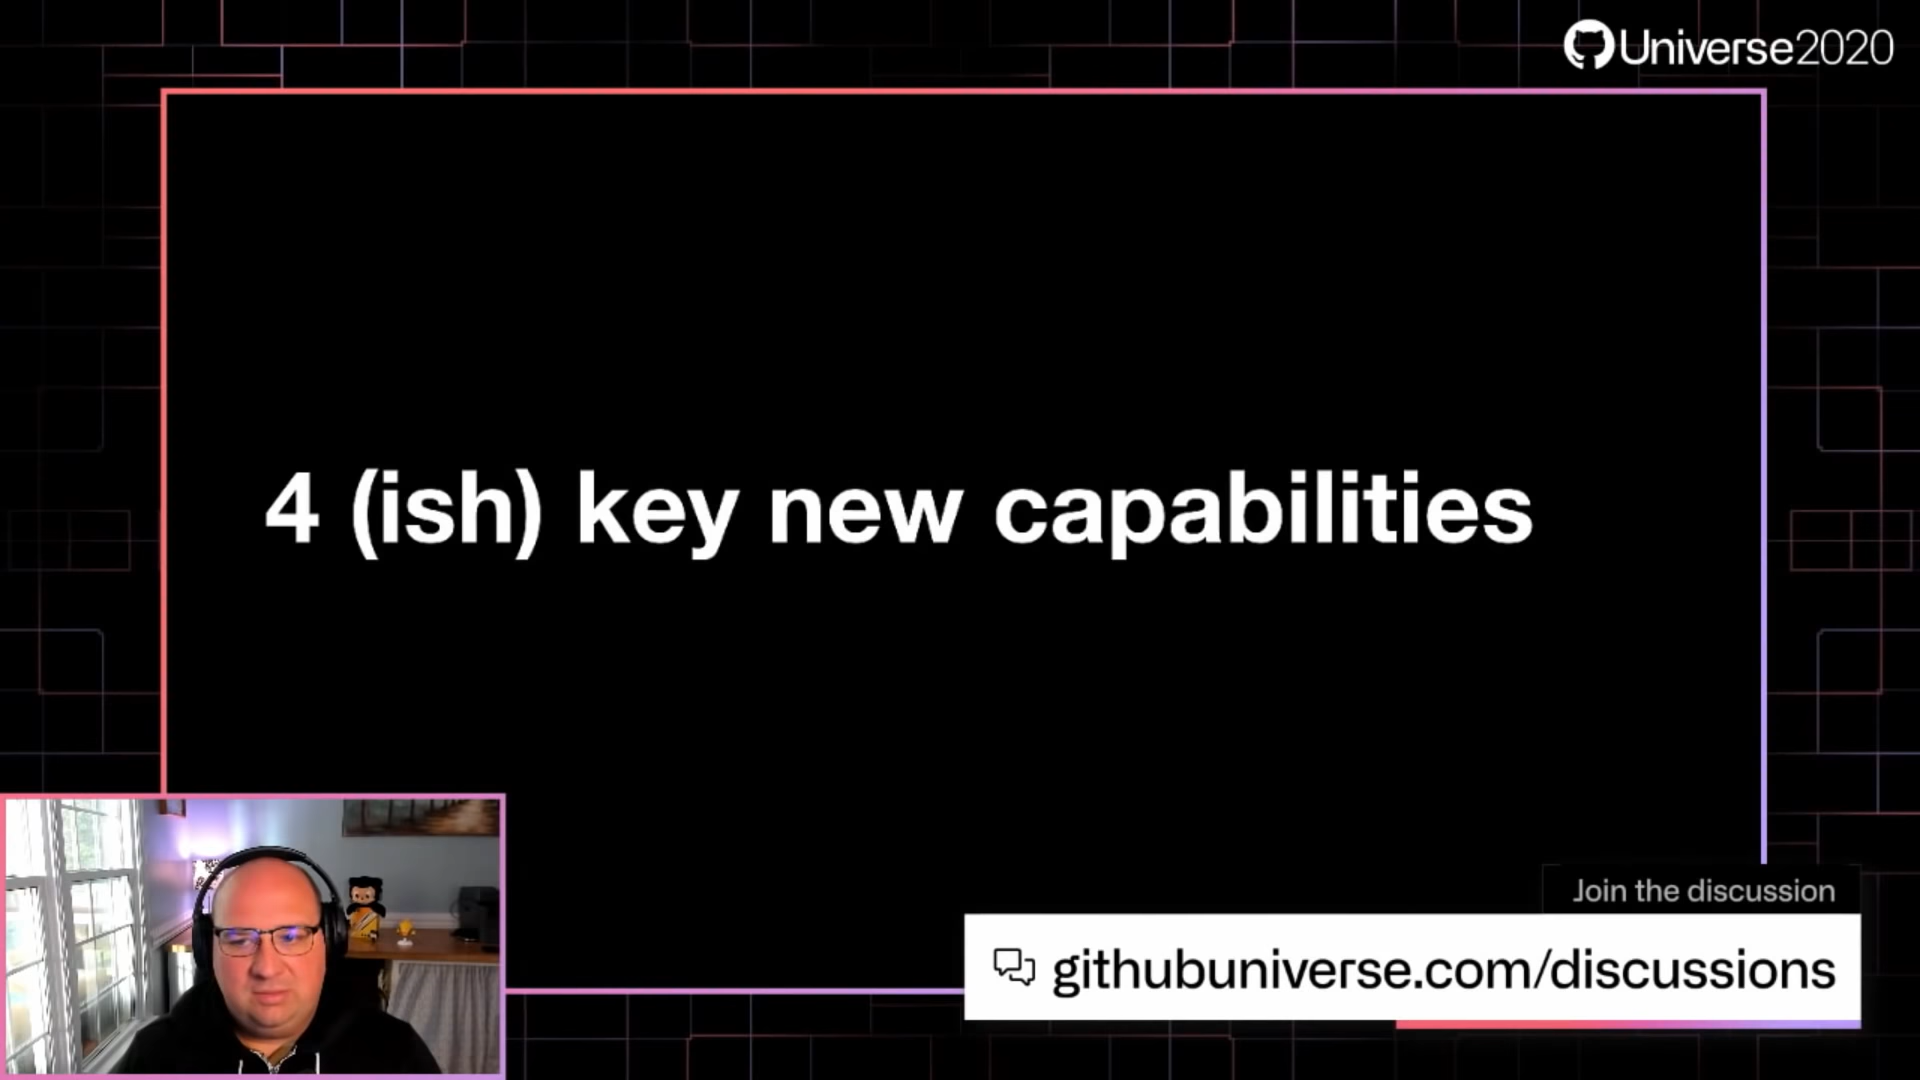 Universe2020
4 (ish) key new capabilities
Join the discussion
githubuniverse.com/discussions